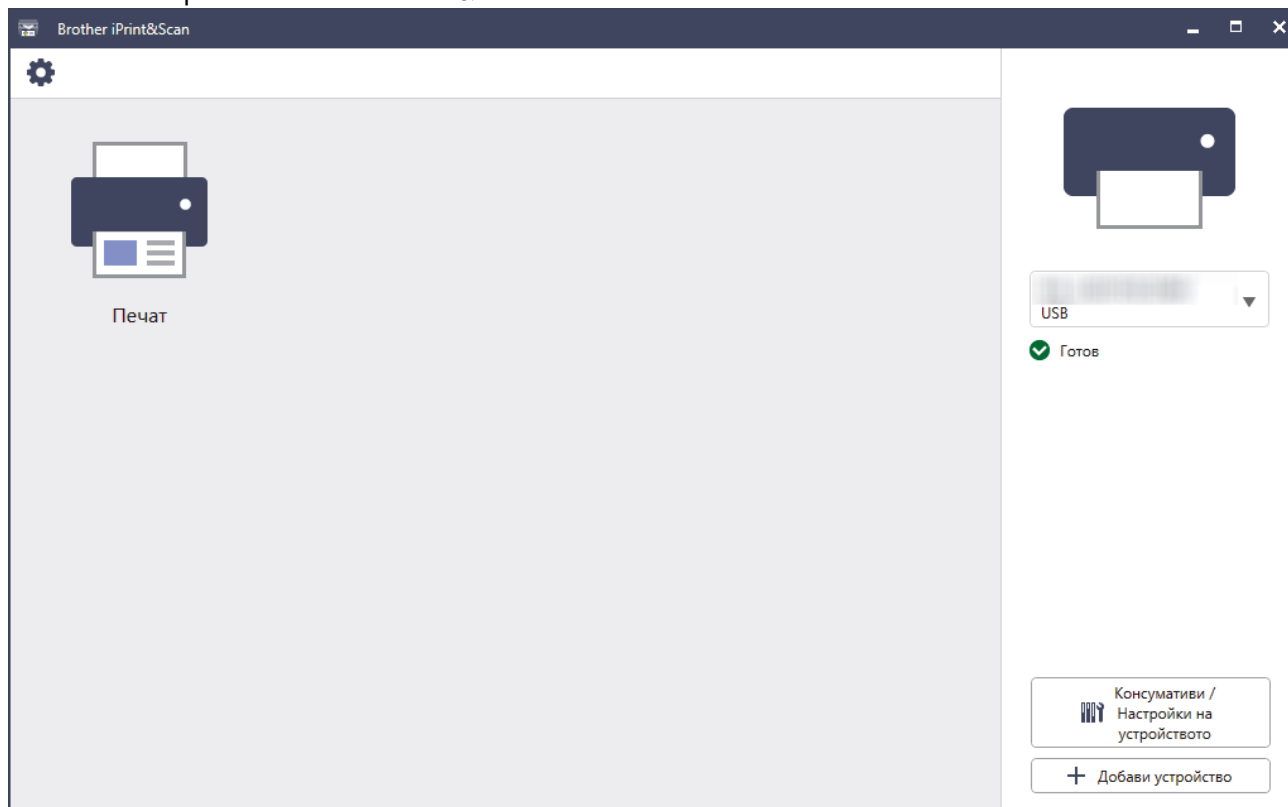 Brother iPrint&Scan
Печат
USB
Готов
Консумативи /
Настройки на
устройството
Добави устройство